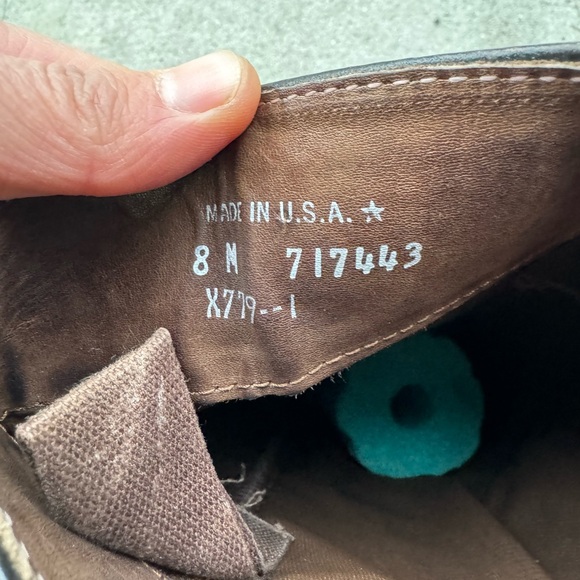 MADE IN U.S.A. ★
8 M 717443
X779--1